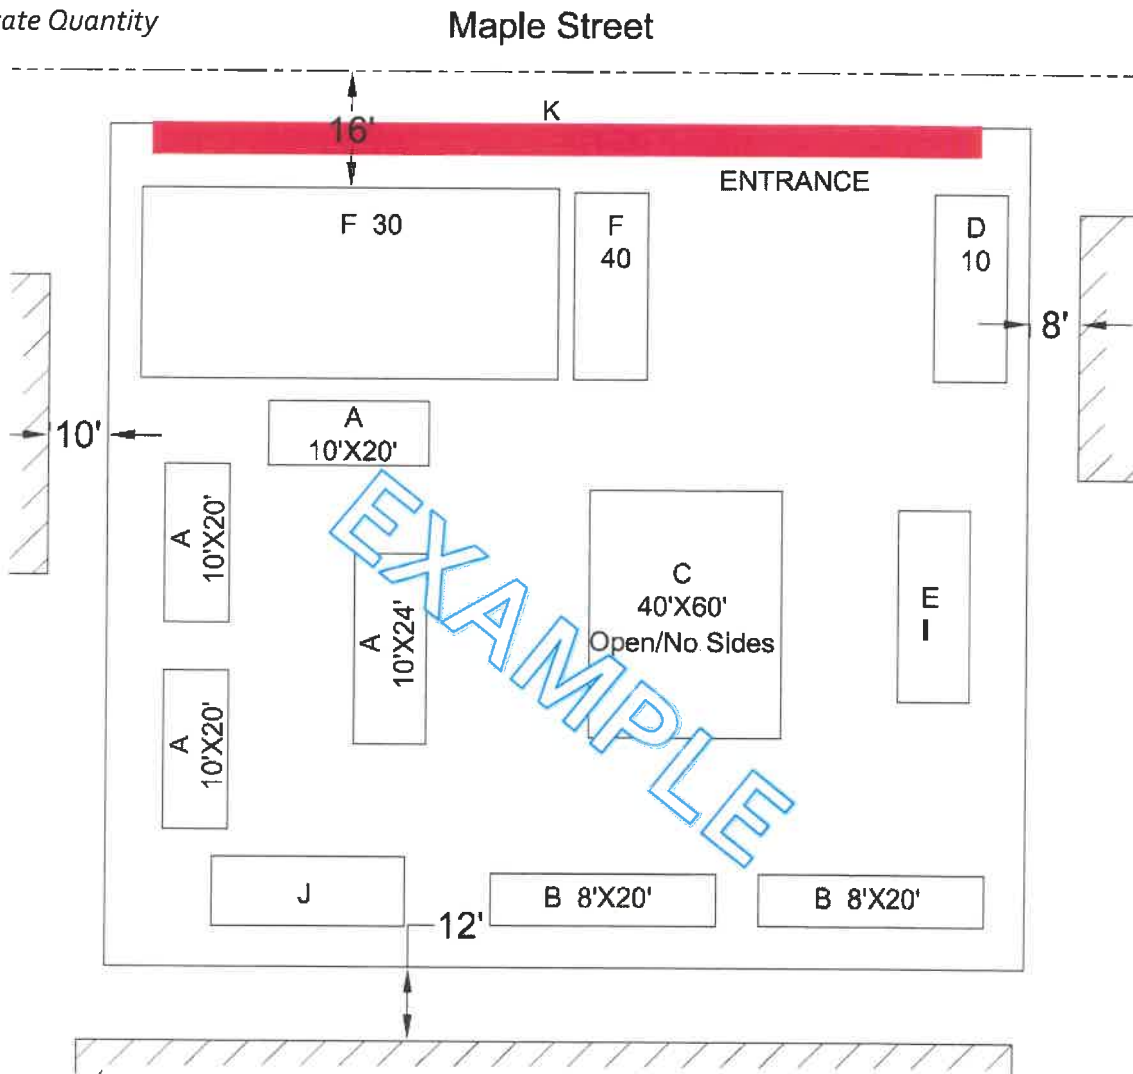 Quantity
Maple Street
K
16'
ENTRANCE
F 30
F
40
D
10
8'
10'
A
10'X20'
A
10'X20'
A
10'X24'
C
40'X60'
Open/No Sides
E
I
A
10'X20'
EXAMPLE
J
B 8'X20'
B 8'X20'
12'